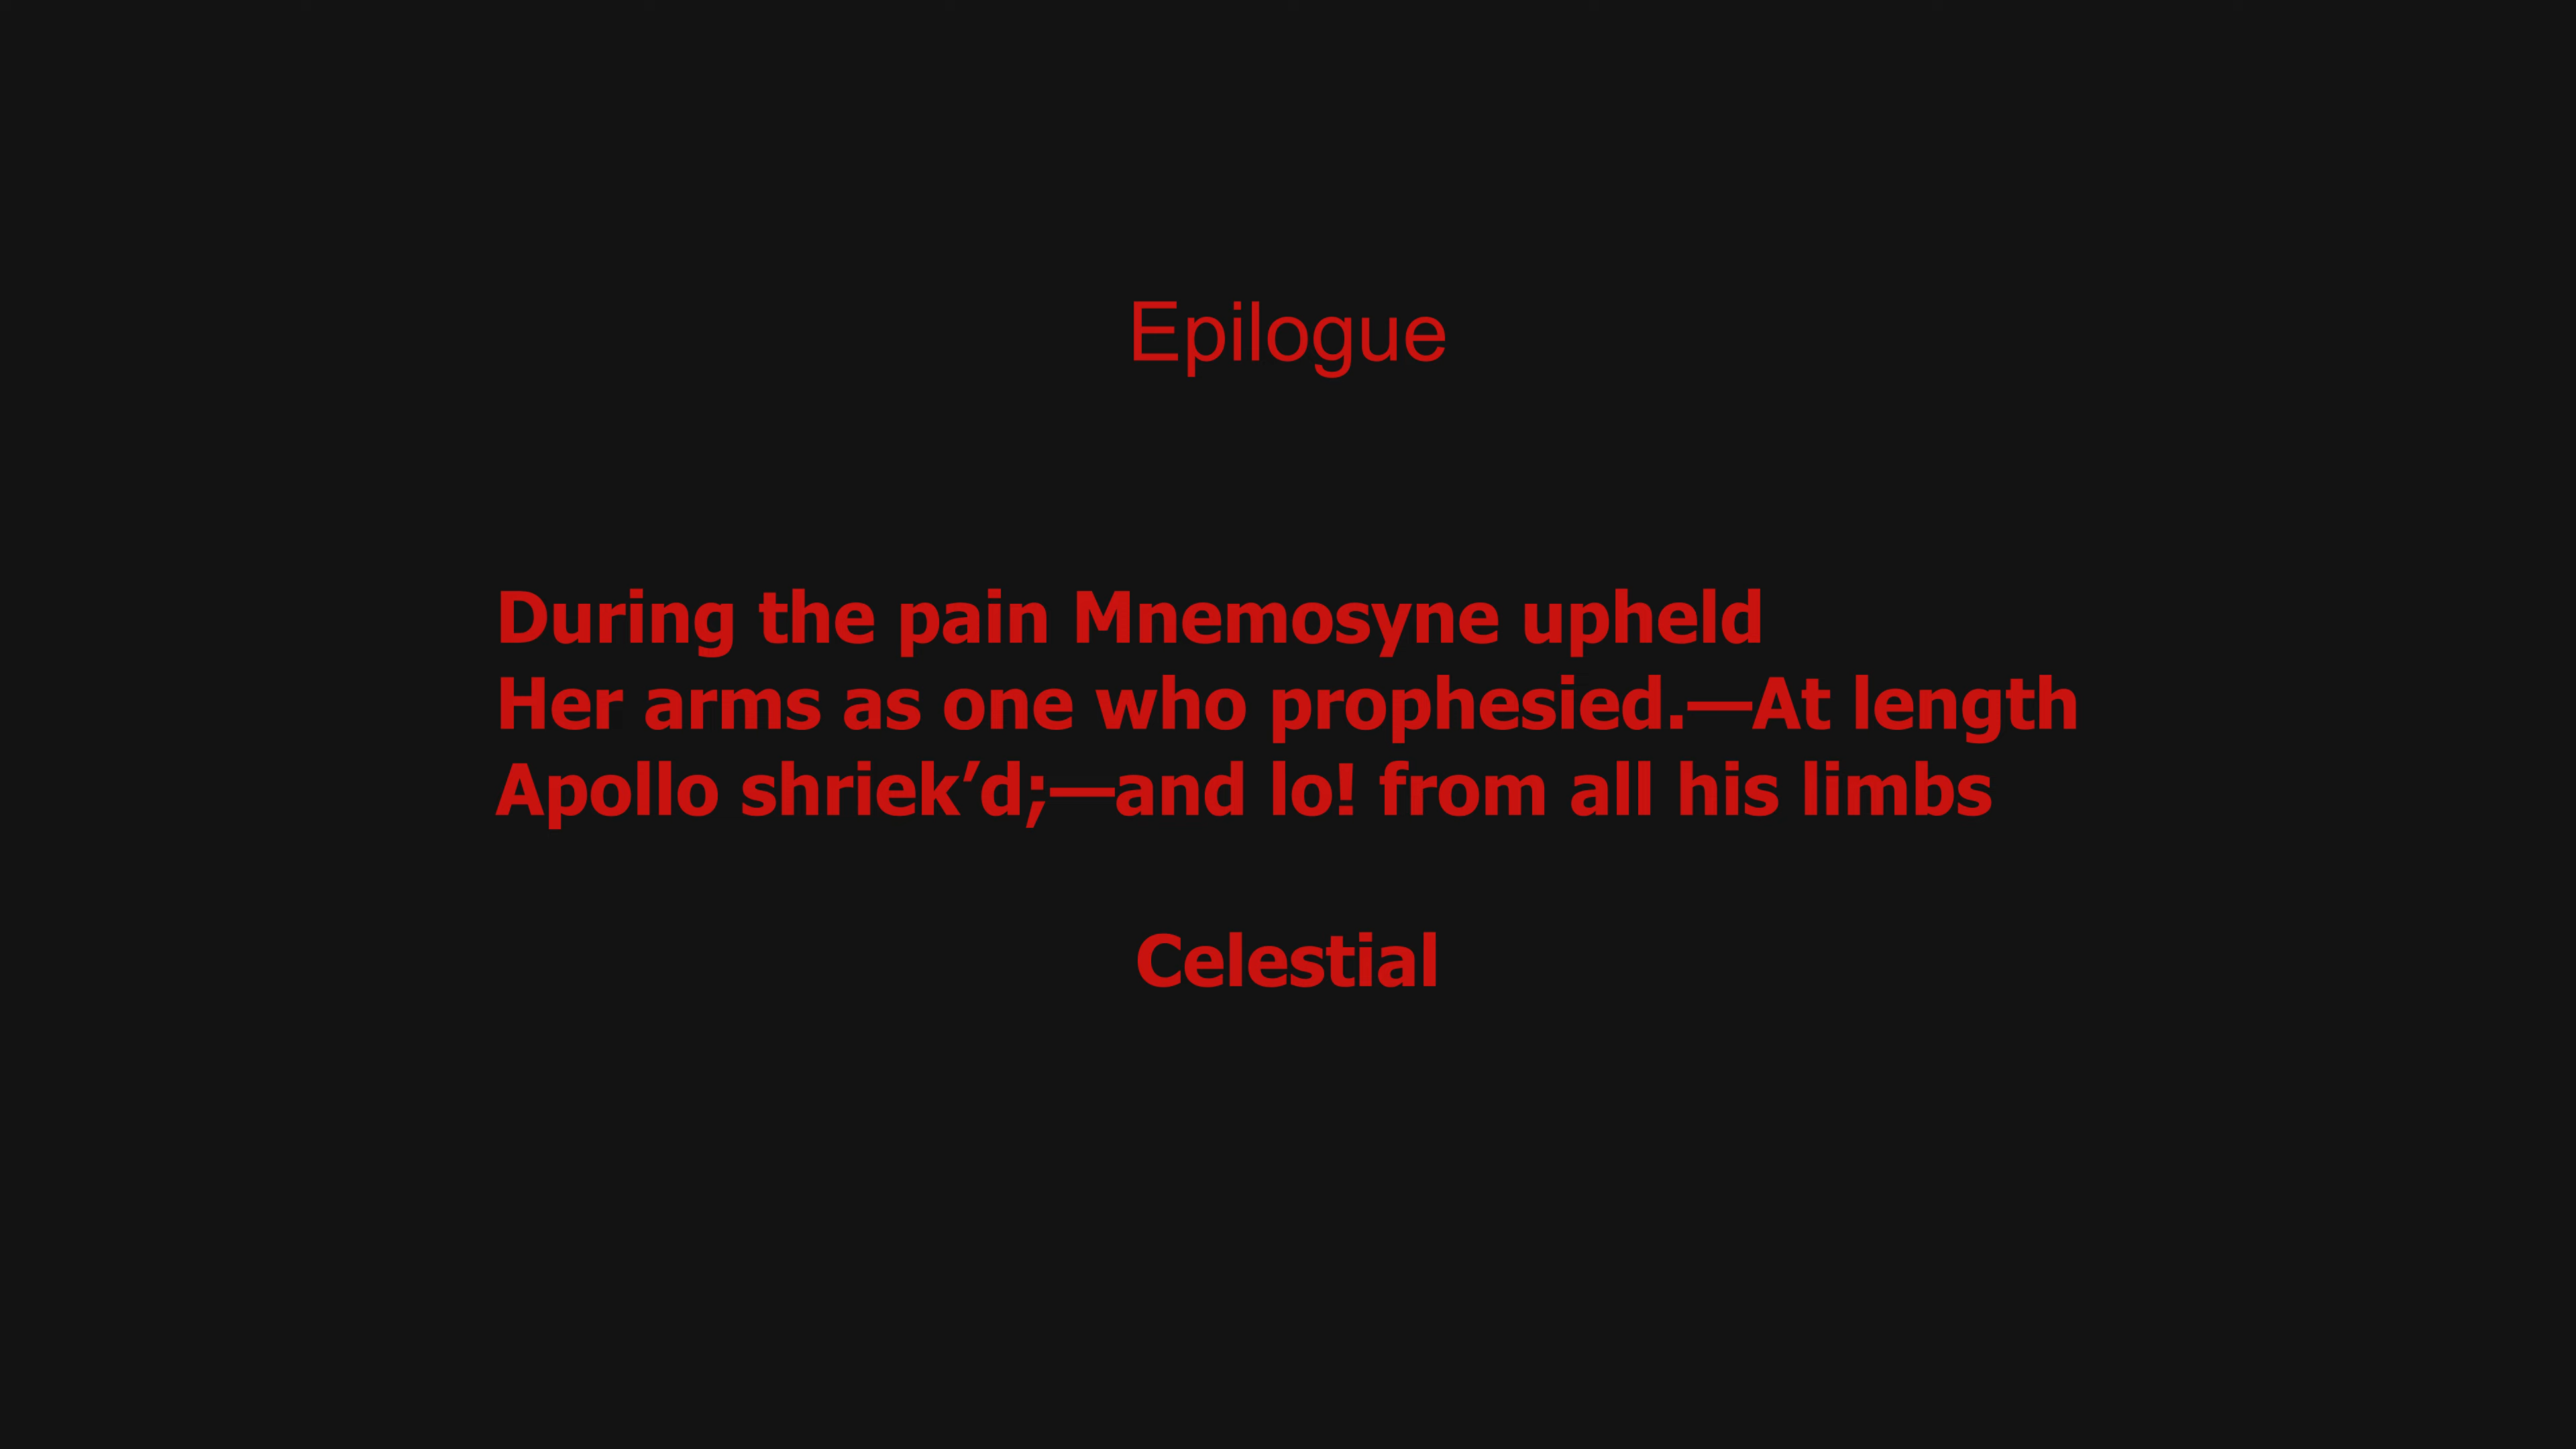 Epilogue
During the pain Mnemosyne upheld
Her arms as one who prophesied.—At length
Apollo shriek’d;—and lo! from all his limbs
Celestial